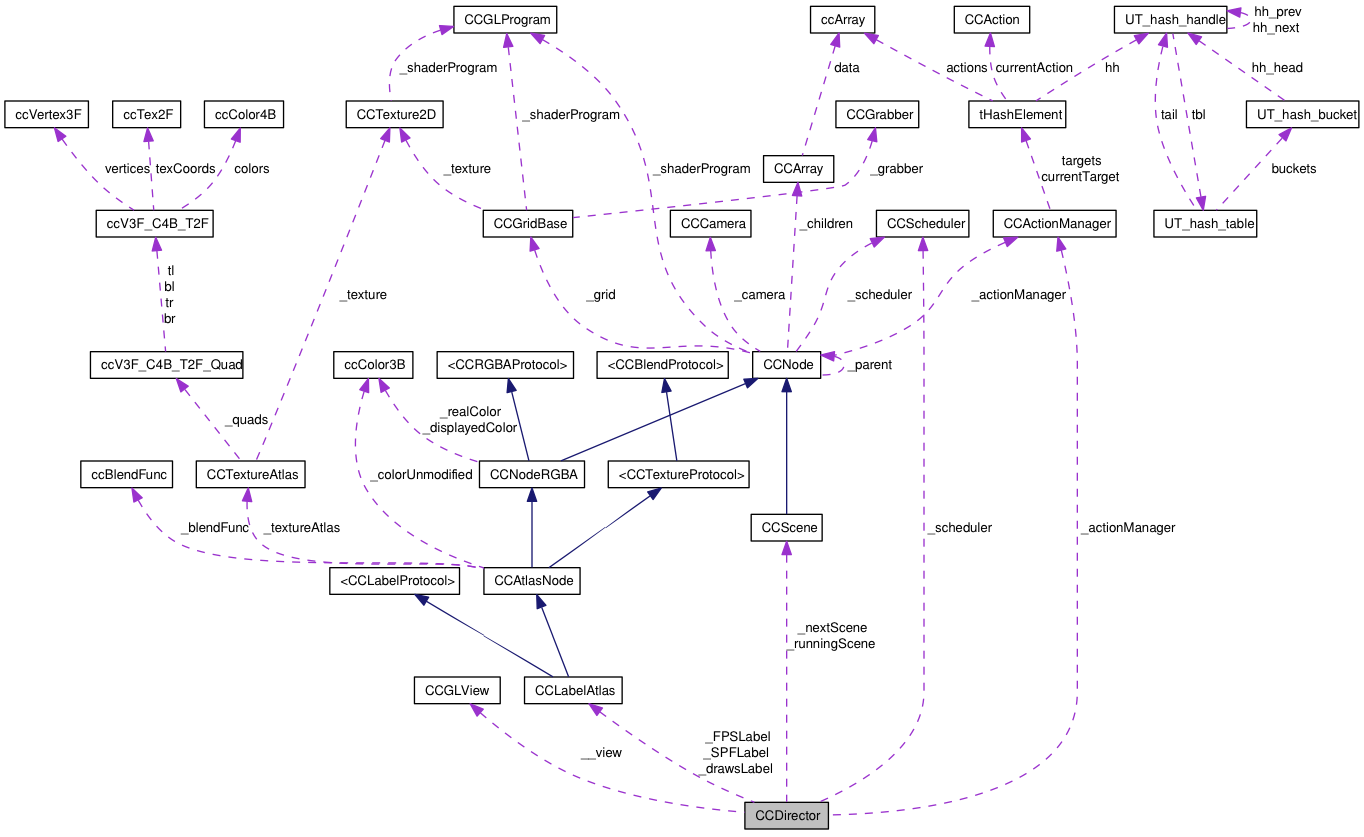 CCGLProgram
ccArray
CCAction
UT_hash_handle
hh_prev
hh_next
_shaderProgram
data
actions
currentAction
hh
hh_head
ccVertex3F
ccTex2F
ccColor4B
CCTexture2D
_shaderProgram
CCGrabber
tHashElement
tail
tbl
UT_hash_bucket
vertices
texCoords
colors
_texture
_shaderProgram
CCArray
_grabber
targets
currentTarget
buckets
ccV3F_C4B_T2F
CCGridBase
CCCamera
_children
CCScheduler
CCActionManager
UT_hash_table
tl
bl
tr
br
_texture
_grid
_camera
_scheduler
_actionManager
ccV3F_C4B_T2F_Quad
ccColor3B
<CCRGBAProtocol>
<CCBlendProtocol>
CCNode
_parent
_quads
_realColor
_displayedColor
ccBlendFunc
CCTextureAtlas
_colorUnmodified
CCNodeRGBA
<CCTextureProtocol>
_blendFunc
_textureAtlas
CCScene
_scheduler
_actionManager
<CCLabelProtocol>
CCAtlasNode
_nextScene
_runningScene
CCGLView
CCLabelAtlas
__view
_FPSLabel
_SPFLabel
_drawsLabel
CCDirector